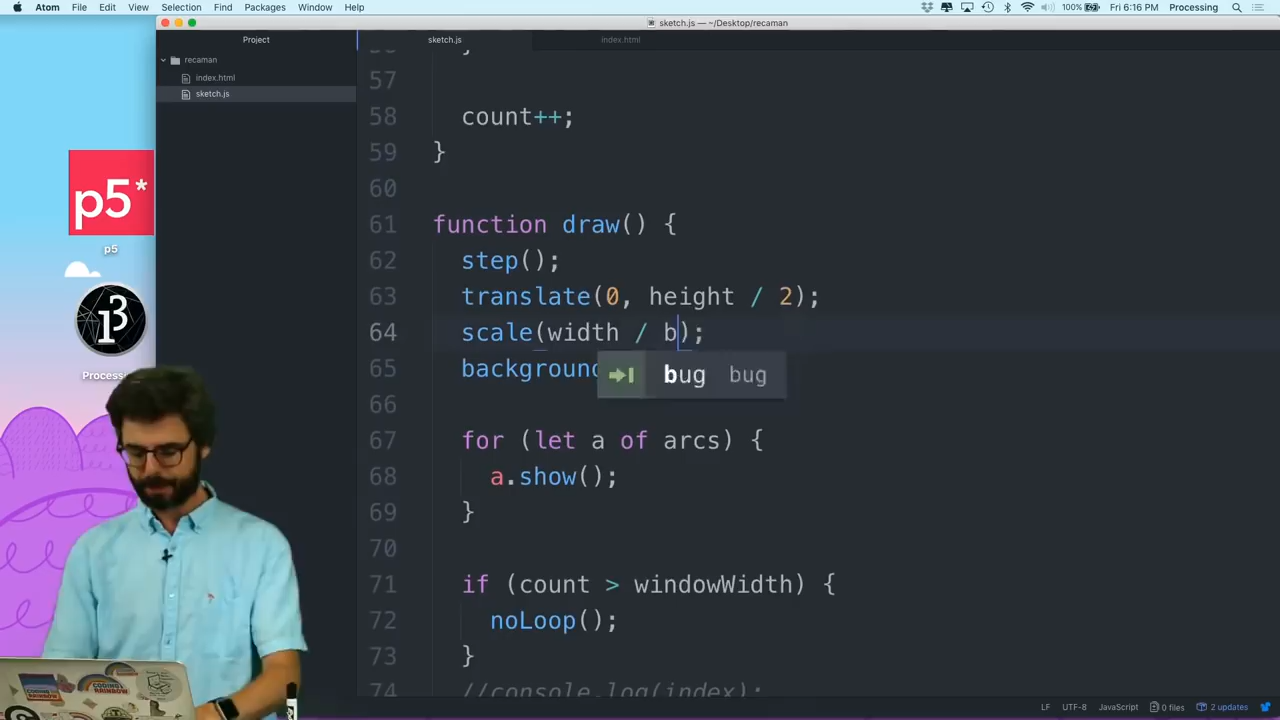 Atom File Edit View Selection Find Packages Window Help 100% Fri 6:16 PM Processing
sketch.js — ~/Desktop/recaman
Project sketch.js index.html
recaman
index.html
sketch.js
57
58 count++;
59 }
60
61 function draw() {
62 step();
63 translate(0, height / 2);
64 scale(width / b);
65 background
bug bug
66
67 for (let a of arcs) {
68 a.show();
69 }
70
71 if (count > windowWidth) {
72 noLoop();
73 }
74 //console.log(index);
p5*
p5
LF UTF-8 JavaScript 0 files 2 updates